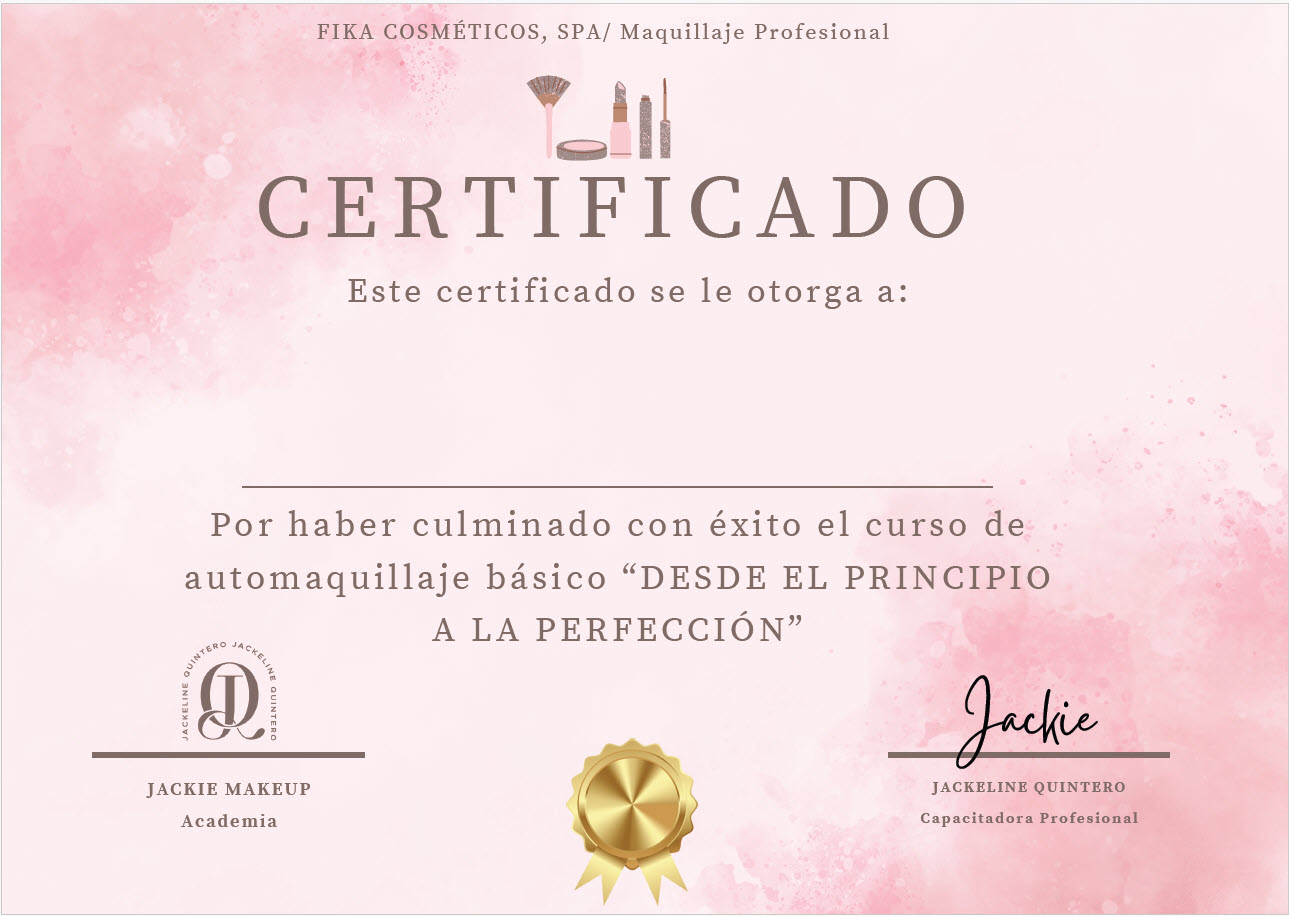 FIKA COSMÉTICOS, SPA/ Maquillaje Profesional
CERTIFICADO
Este certificado se le otorga a:
Por haber culminado con éxito el curso de
automaquillaje básico “DESDE EL PRINCIPIO
A LA PERFECCIÓN”
JACKELINE QUINTERO JACKELINE QUINTERO
JQ
JACKIE MAKEUP
Academia
Jackie
JACKELINE QUINTERO
Capacitadora Profesional